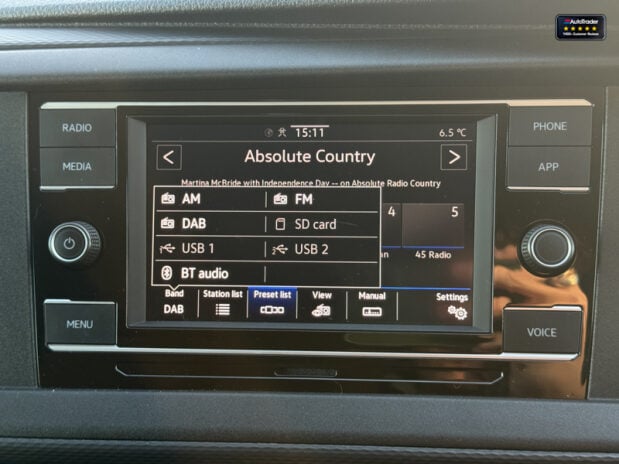 AutoTrader
RADIO
MEDIA
MENU
PHONE
APP
VOICE
15:11
6.5 °C
<
Absolute Country
>
Martina McBride with Independence Day -- on Absolute Radio Country
AM
FM
DAB
SD card
USB 1
USB 2
BT audio
4
5
an
45 Radio
Band
DAB
Station list
Preset list
View
Manual
Settings